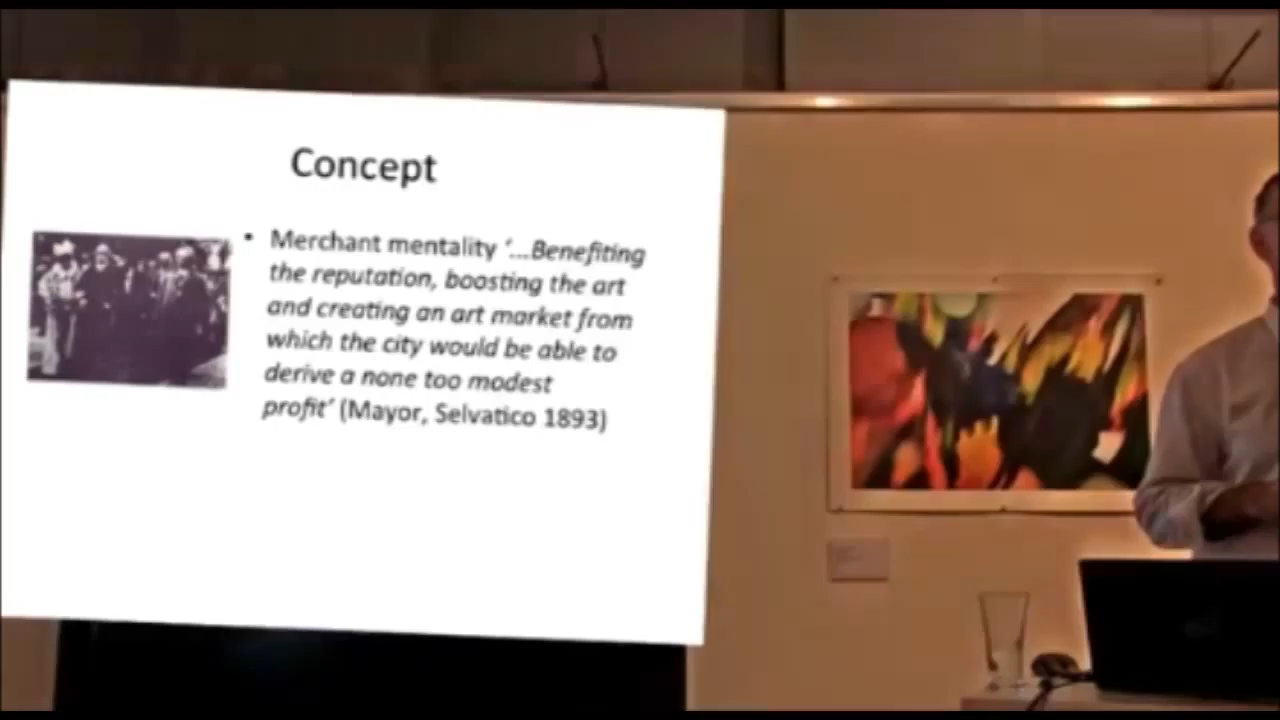 Concept
• Merchant mentality ‘...Benefiting
the reputation, boosting the art
and creating an art market from
which the city would be able to
derive a none too modest
profit’ (Mayor, Selvatico 1893)